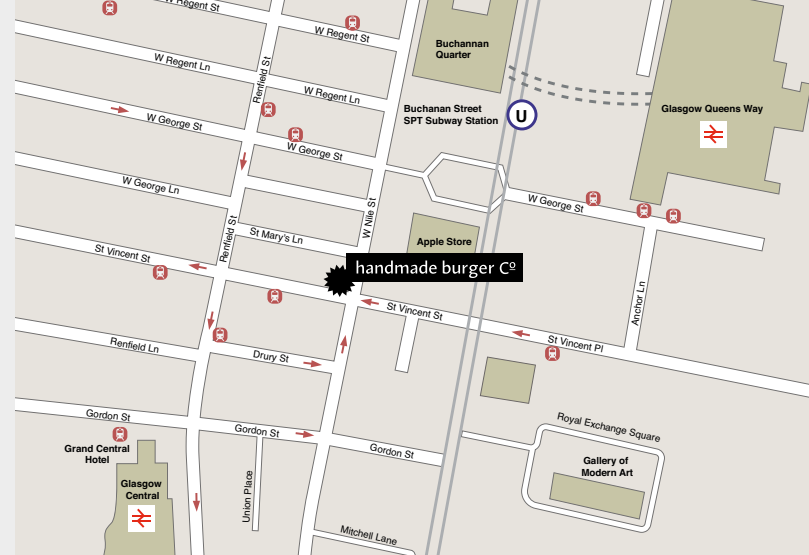 W Regent St
W Regent St
Buchannan
Quarter
W Regent Ln
Renfield St
W Regent Ln
Buchanan Street
SPT Subway Station
U
Glasgow Queens Way
W George St
W George St
W George Ln
W George St
W Nile St
St Mary's Ln
Renfield St
Apple Store
St Vincent St
handmade burger Cº
Anchor Ln
St Vincent St
St Vincent Pl
Renfield Ln
Drury St
Gordon St
Gordon St
Royal Exchange Square
Grand Central
Hotel
Gordon St
Gallery of
Modern Art
Glasgow
Central
Union Place
Mitchell Lane